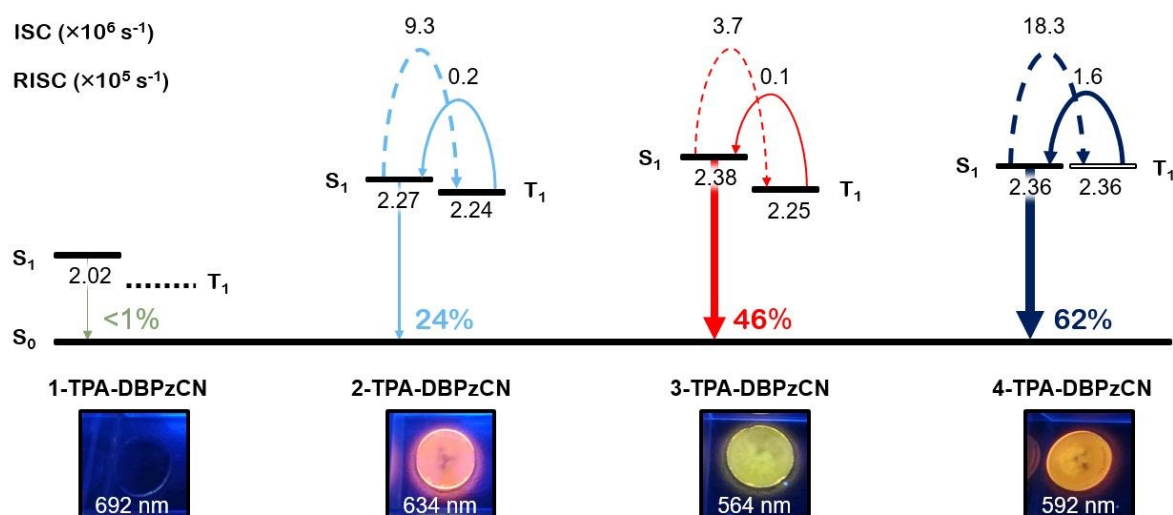 ISC (×10⁶ s⁻¹)
RISC (×10⁵ s⁻¹)
9.3
0.2
3.7
0.1
18.3
1.6
S₁
2.02
T₁
<1%
S₁
2.27
2.24
T₁
24%
S₁
2.38
2.25
T₁
46%
S₁
2.36
2.36
T₁
62%
S₀
1-TPA-DBPzCN
2-TPA-DBPzCN
3-TPA-DBPzCN
4-TPA-DBPzCN
692 nm
634 nm
564 nm
592 nm